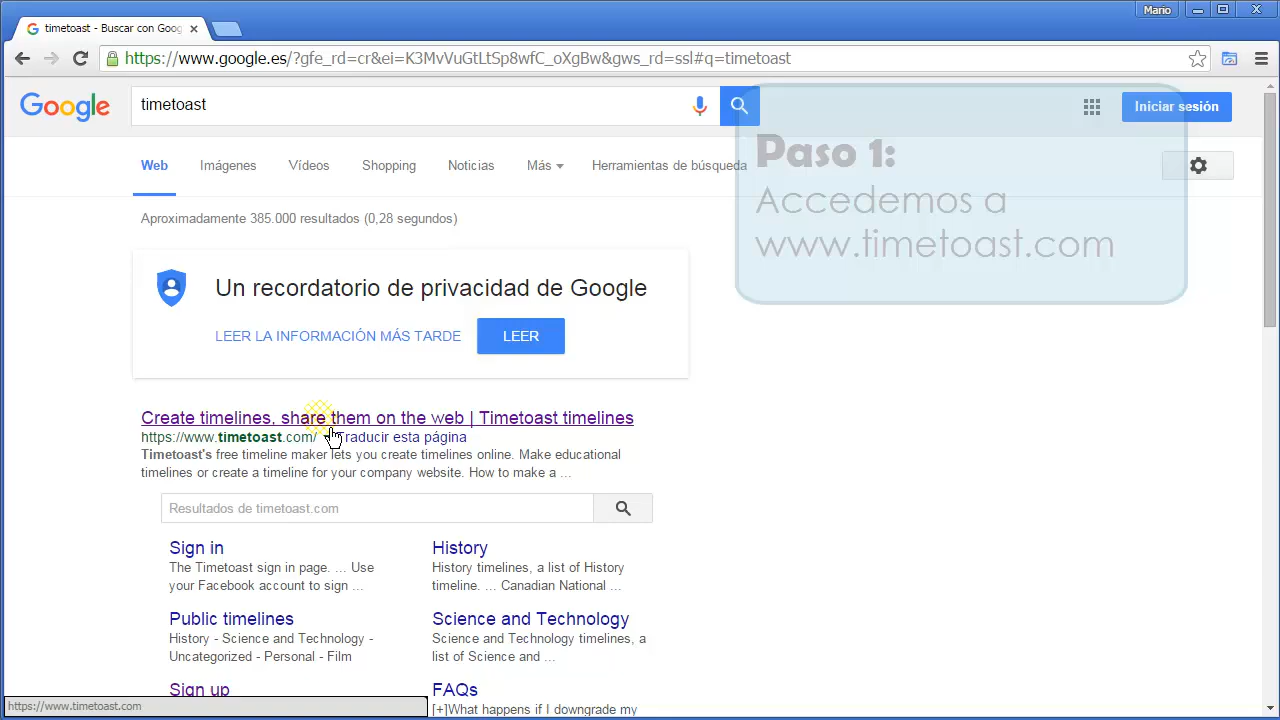 Mario
timetoast - Buscar con Goog
https://www.google.es/?gfe_rd=cr&ei=K3MvVuGtLtSp8wfC_oXgBw&gws_rd=ssl#q=timetoast
Google
timetoast
Iniciar sesión
Web
Imágenes
Vídeos
Shopping
Noticias
Más
Herramientas de búsqueda
Paso 1:
Accedemos a
www.timetoast.com
Aproximadamente 385.000 resultados (0,28 segundos)
Un recordatorio de privacidad de Google
LEER LA INFORMACIÓN MÁS TARDE
LEER
Create timelines, share them on the web | Timetoast timelines
https://www.timetoast.com/ Traducir esta página
Timetoast's free timeline maker lets you create timelines online. Make educational
timelines or create a timeline for your company website. How to make a ...
Resultados de timetoast.com
Sign in
The Timetoast sign in page. ... Use
your Facebook account to sign ...
History
History timelines, a list of History
timeline. ... Canadian National ...
Public timelines
History - Science and Technology -
Uncategorized - Personal - Film
Science and Technology
Science and Technology timelines, a
list of Science and ...
Sign up
FAQs
[+]What happens if I downgrade my
https://www.timetoast.com